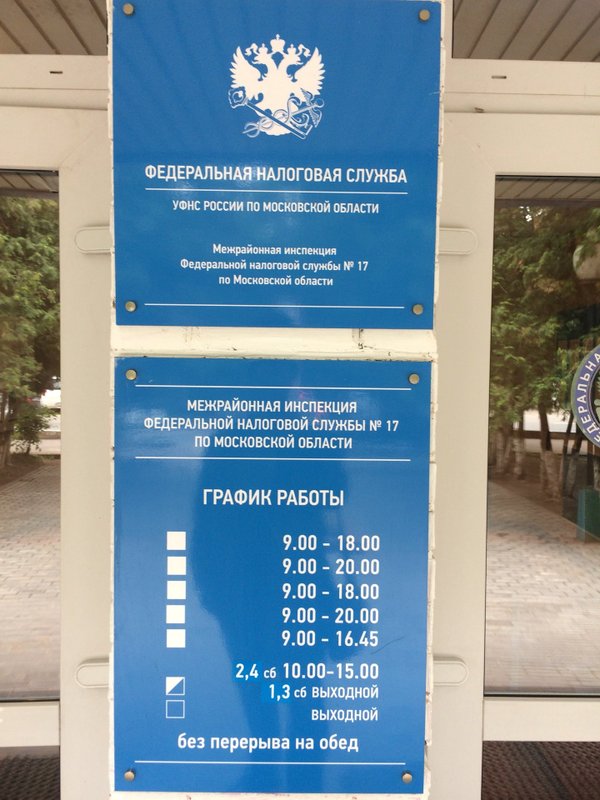 ФЕДЕРАЛЬНАЯ НАЛОГОВАЯ СЛУЖБА
УФНС РОССИИ ПО МОСКОВСКОЙ ОБЛАСТИ
Межрайонная инспекция
Федеральной налоговой службы № 17
по Московской области
МЕЖРАЙОННАЯ ИНСПЕКЦИЯ
ФЕДЕРАЛЬНОЙ НАЛОГОВОЙ СЛУЖБЫ № 17
ПО МОСКОВСКОЙ ОБЛАСТИ
ГРАФИК РАБОТЫ
9.00 - 18.00
9.00 - 20.00
9.00 - 18.00
9.00 - 20.00
9.00 - 16.45
2,4 сб 10.00-15.00
1,3 сб ВЫХОДНОЙ
ВЫХОДНОЙ
без перерыва на обед